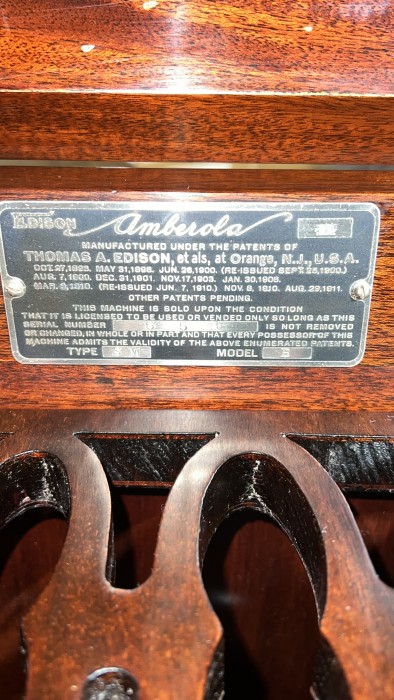 EDISON Amberola
MANUFACTURED UNDER THE PATENTS OF
THOMAS A. EDISON, et als, at Orange, N.J., U.S.A.
OCT. 27, 1893. MAY 31, 1898. JUN. 26, 1900. (RE-ISSUED SEPT. 25, 1900.)
AUG. 7, 1900. DEC. 31, 1901. NOV. 17, 1903. JAN. 30, 1906.
MAR. 9, 1910. (RE-ISSUED JUN. 7, 1910.) NOV. 8, 1910. AUG. 29, 1911.
OTHER PATENTS PENDING.
THIS MACHINE IS SOLD UPON THE CONDITION
THAT IT IS LICENSED TO BE USED OR VENDED ONLY SO LONG AS THIS
SERIAL NUMBER IS NOT REMOVED
OR CHANGED, IN WHOLE OR IN PART AND THAT EVERY POSSESSOR OF THIS
MACHINE ADMITS THE VALIDITY OF THE ABOVE ENUMERATED PATENTS.
TYPE SM MODEL B